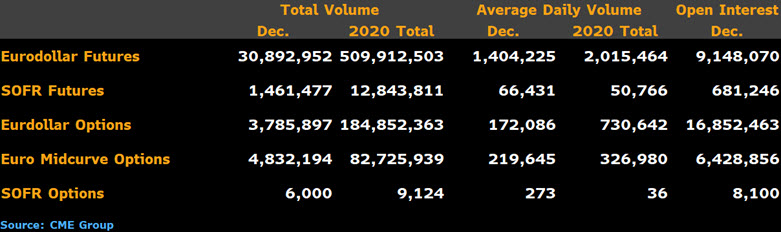 Total Volume Average Daily Volume Open Interest
Dec. 2020 Total Dec. 2020 Total Dec.
Eurodollar Futures 30,892,952 509,912,503 1,404,225 2,015,464 9,148,070
SOFR Futures 1,461,477 12,843,811 66,431 50,766 681,246
Eurdollar Options 3,785,897 184,852,363 172,086 730,642 16,852,463
Euro Midcurve Options 4,832,194 82,725,939 219,645 326,980 6,428,856
SOFR Options 6,000 9,124 273 36 8,100
Source: CME Group